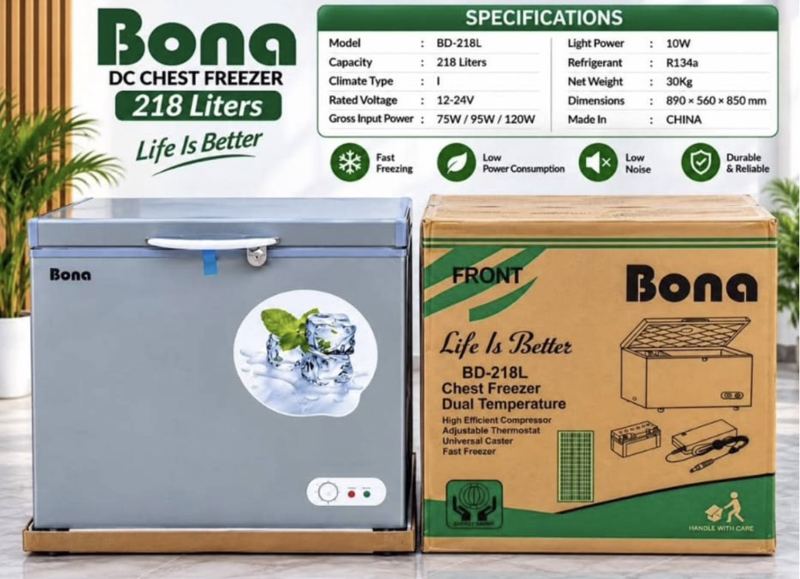 Bona
DC CHEST FREEZER
218 Liters
Life Is Better
SPECIFICATIONS
Model : BD-218L
Capacity : 218 Liters
Climate Type : I
Rated Voltage : 12-24V
Gross Input Power : 75W / 95W / 120W
Light Power : 10W
Refrigerant : R134a
Net Weight : 30Kg
Dimensions : 890 × 560 × 850 mm
Made In : CHINA
Fast
Freezing
Low
Power Consumption
Low
Noise
Durable
& Reliable
Bona
FRONT
Bona
Life Is Better
BD-218L
Chest Freezer
Dual Temperature
High Efficient Compressor
Adjustable Thermostat
Universal Caster
Fast Freezer
HANDLE WITH CARE